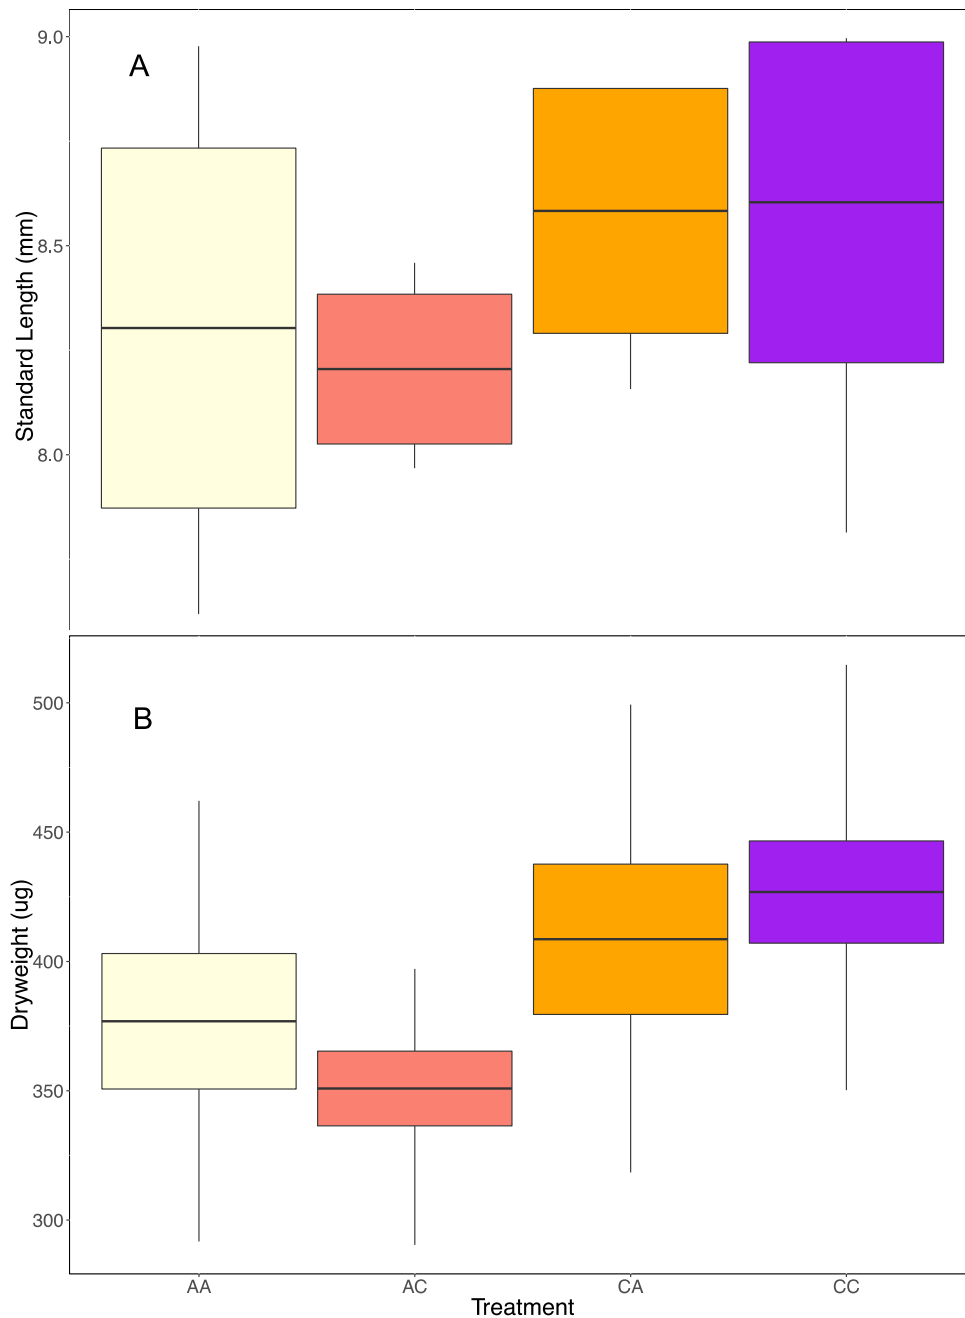 A
9.0
8.5
8.0
Standard Length (mm)
B
500
450
400
350
300
Dryweight (ug)
AA AC CA CC
Treatment